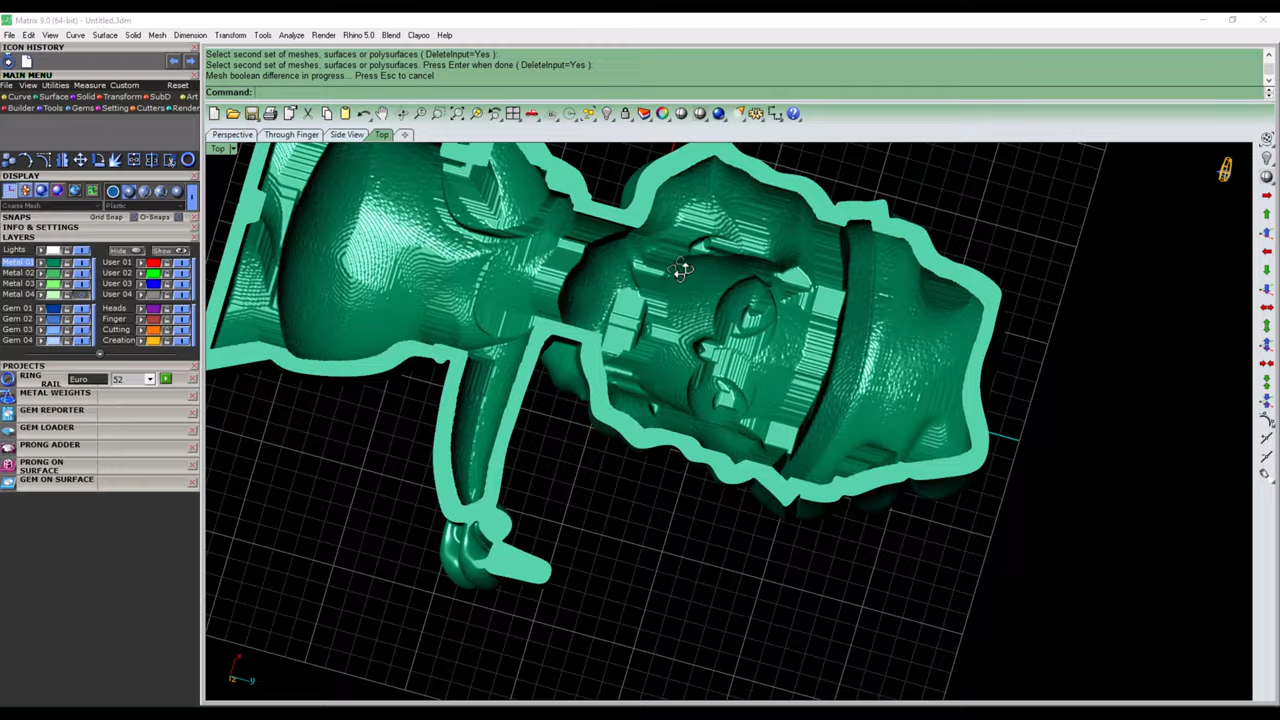 Matrix 9.0 (64-bit) - Untitled.3dm
File Edit View Curve Surface Solid Mesh Dimension Transform Tools Analyze Render Rhino 5.0 Blend Clayoo Help
ICON HISTORY
Select second set of meshes, surfaces or polysurfaces ( DeleteInput=Yes ):
Select second set of meshes, surfaces or polysurfaces. Press Enter when done ( DeleteInput=Yes ):
Mesh boolean difference in progress... Press Esc to cancel
Command:
MAIN MENU
File View Utilities Measure Custom Reset
Curve Surface Solid Transform SubD Art
Builder Tools Gems Setting Cutters Render
Perspective Through Finger Side View Top
Top
DISPLAY
Coarse Mesh Plastic
SNAPS Grid Snap O-Snaps
INFO & SETTINGS
LAYERS
Lights Hide Show
Metal 01 User 01
Metal 02 User 02
Metal 03 User 03
Metal 04 User 04
Gem 01 Heads
Gem 02 Finger
Gem 03 Cutting
Gem 04 Creation
PROJECTS
RING RAIL Euro 52
METAL WEIGHTS
GEM REPORTER
GEM LOADER
PRONG ADDER
PRONG ON SURFACE
GEM ON SURFACE
x
z y